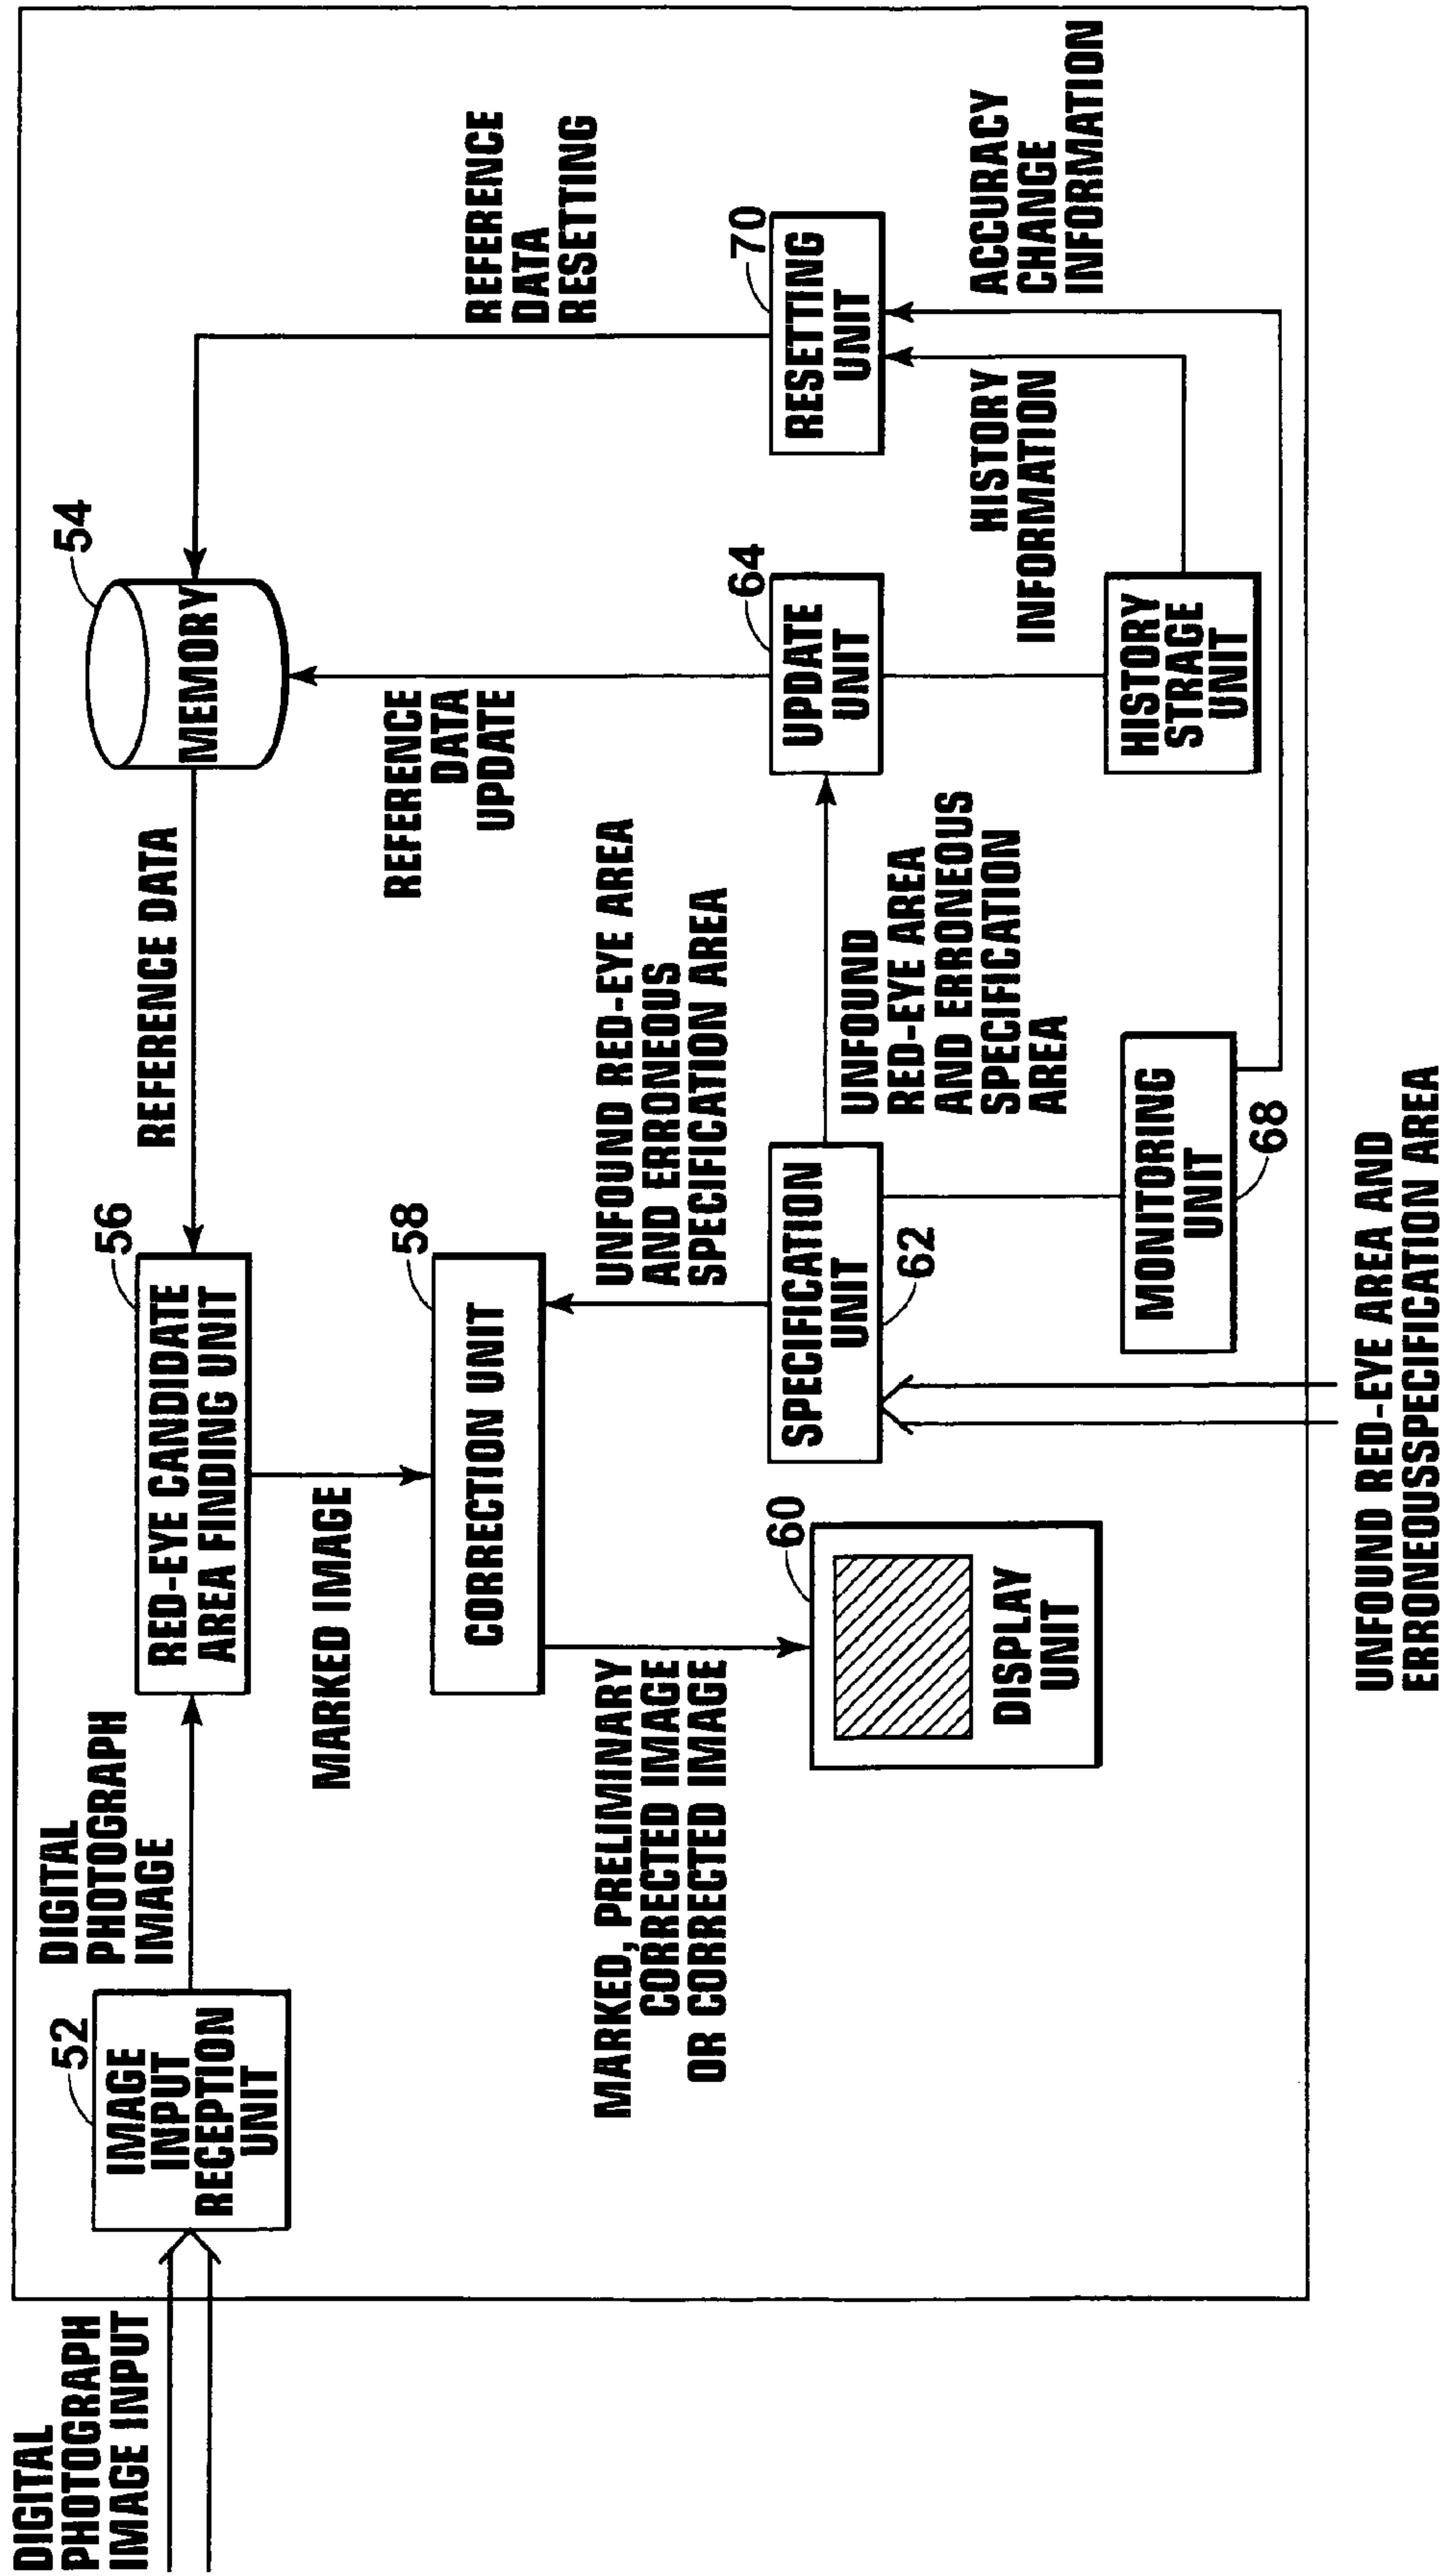 DIGITAL
PHOTOGRAPH
IMAGE INPUT
52
IMAGE
INPUT
RECEPTION
UNIT
DIGITAL
PHOTOGRAPH
IMAGE
56
RED-EYE CANDIDATE
AREA FINDING UNIT
REFERENCE DATA
54
MEMORY
REFERENCE
DATA
RESETTING
MARKED IMAGE
58
CORRECTION UNIT
REFERENCE
DATA
UPDATE
MARKED, PRELIMINARY
CORRECTED IMAGE
OR CORRECTED IMAGE
UNFOUND RED-EYE AREA
AND ERRONEOUS
SPECIFICATION AREA
60
DISPLAY
UNIT
SPECIFICATION
UNIT
62
UNFOUND
RED-EYE AREA
AND ERRONEOUS
SPECIFICATION
AREA
64
UPDATE
UNIT
70
RESETTING
UNIT
HISTORY
INFORMATION
ACCURACY
CHANGE
INFORMATION
MONITORING
UNIT
68
HISTORY
STRAGE
UNIT
UNFOUND RED-EYE AREA AND
ERRONEOUSSPECIFICATION AREA